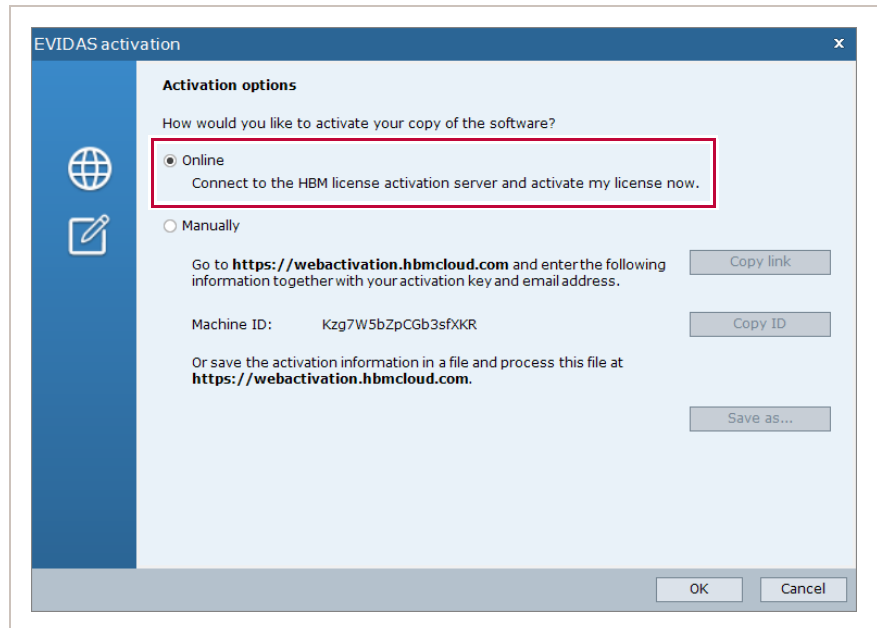 EVIDAS activation x
Activation options
How would you like to activate your copy of the software?
Online
Connect to the HBM license activation server and activate my license now.
Manually
Go to https://webactivation.hbmcloud.com and enter the following
information together with your activation key and email address.
Copy link
Machine ID: Kzg7W5bZpCGb3sfXKR
Copy ID
Or save the activation information in a file and process this file at
https://webactivation.hbmcloud.com.
Save as...
OK Cancel